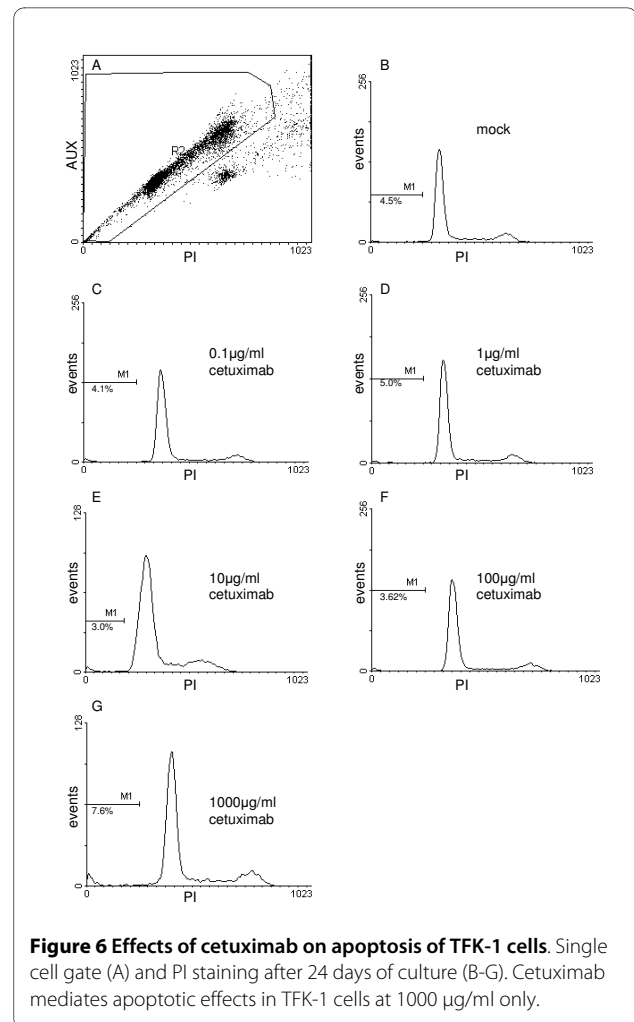 A
1023
AUX
R2
0
0
1023
PI
B
256
events
mock
M1
4.5%
0
0
1023
PI
C
256
events
0.1µg/ml
cetuximab
M1
4.1%
0
0
1023
PI
D
256
events
1µg/ml
cetuximab
M1
5.0%
0
0
1023
PI
E
128
events
10µg/ml
cetuximab
M1
3.0%
0
0
1023
PI
F
256
events
100µg/ml
cetuximab
M1
3.62%
0
0
1023
PI
G
128
events
1000µg/ml
cetuximab
M1
7.6%
0
0
1023
PI
Figure 6 Effects of cetuximab on apoptosis of TFK-1 cells. Single
cell gate (A) and PI staining after 24 days of culture (B-G). Cetuximab
mediates apoptotic effects in TFK-1 cells at 1000 µg/ml only.